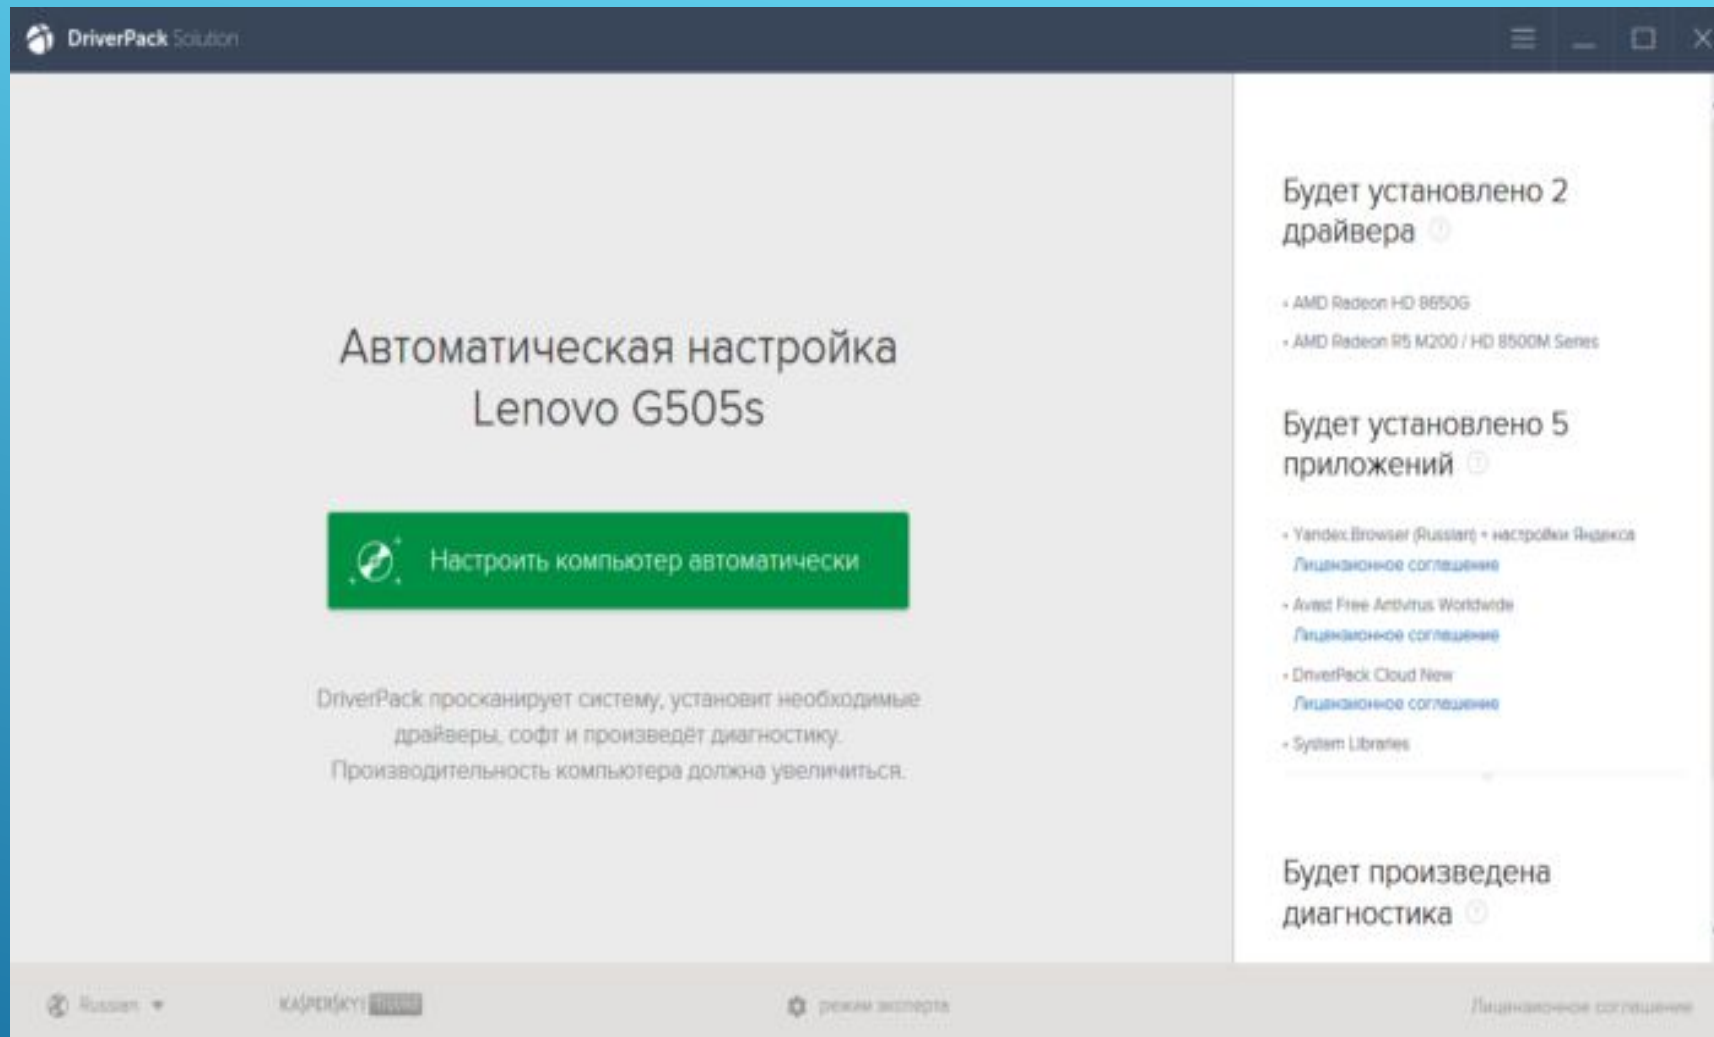 DriverPack Solution
Автоматическая настройка
Lenovo G505s
Настроить компьютер автоматически
DriverPack просканирует систему, установит необходимые
драйверы, софт и произведёт диагностику.
Производительность компьютера должна увеличиться.
Будет установлено 2
драйвера
• AMD Radeon HD 8650G
• AMD Radeon R5 M200 / HD 8500M Series
Будет установлено 5
приложений
• Yandex.Browser (Russian) + настройки Яндекса
Лицензионное соглашение
• Avast Free Antivirus Worldwide
Лицензионное соглашение
• DriverPack Cloud New
Лицензионное соглашение
• System Libraries
Будет произведена
диагностика
Russian
KASPERSKY
режим эксперта
Лицензионное соглашение